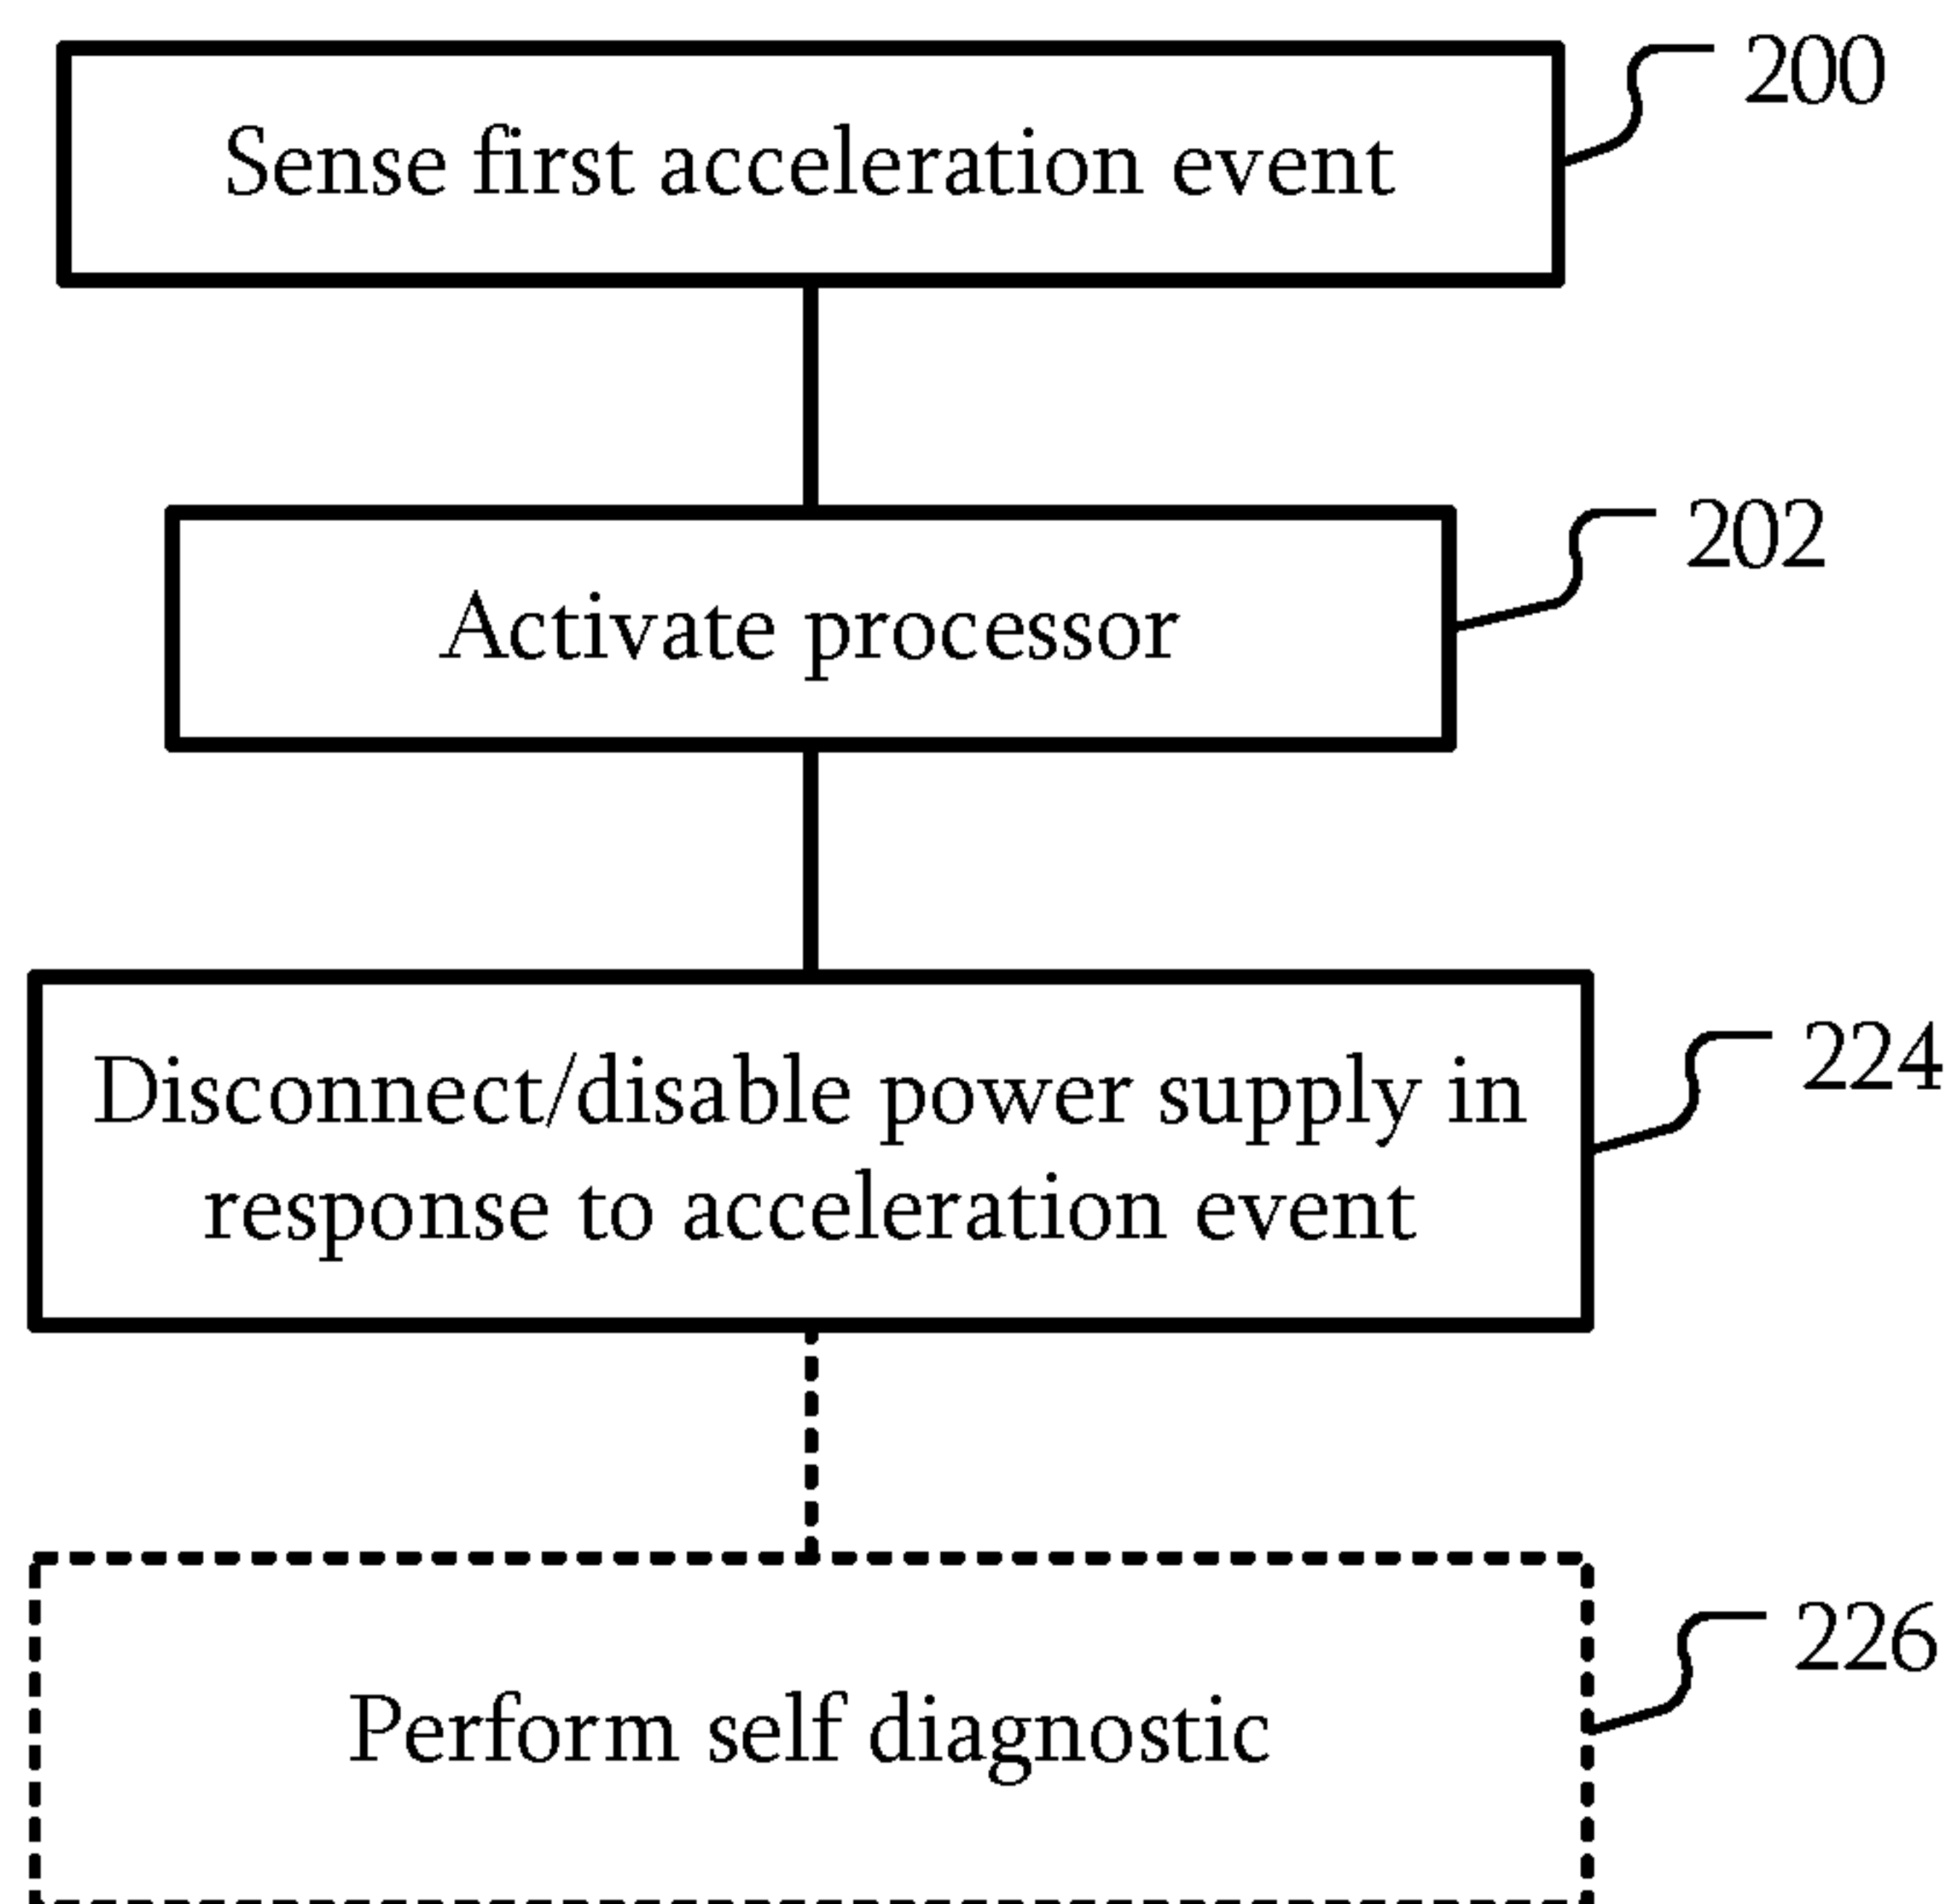 Sense first acceleration event
200
Activate processor
202
Disconnect/disable power supply in
response to acceleration event
224
Perform self diagnostic
226